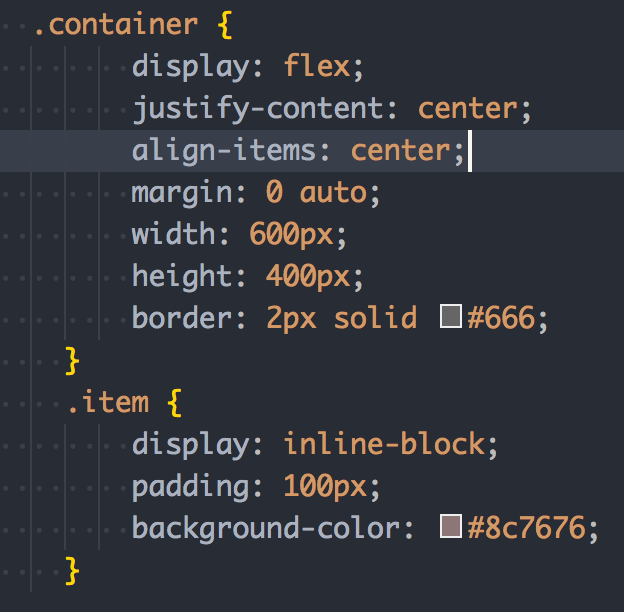 .container {
display: flex;
justify-content: center;
align-items: center;
margin: 0 auto;
width: 600px;
height: 400px;
border: 2px solid #666;
}
.item {
display: inline-block;
padding: 100px;
background-color: #8c7676;
}